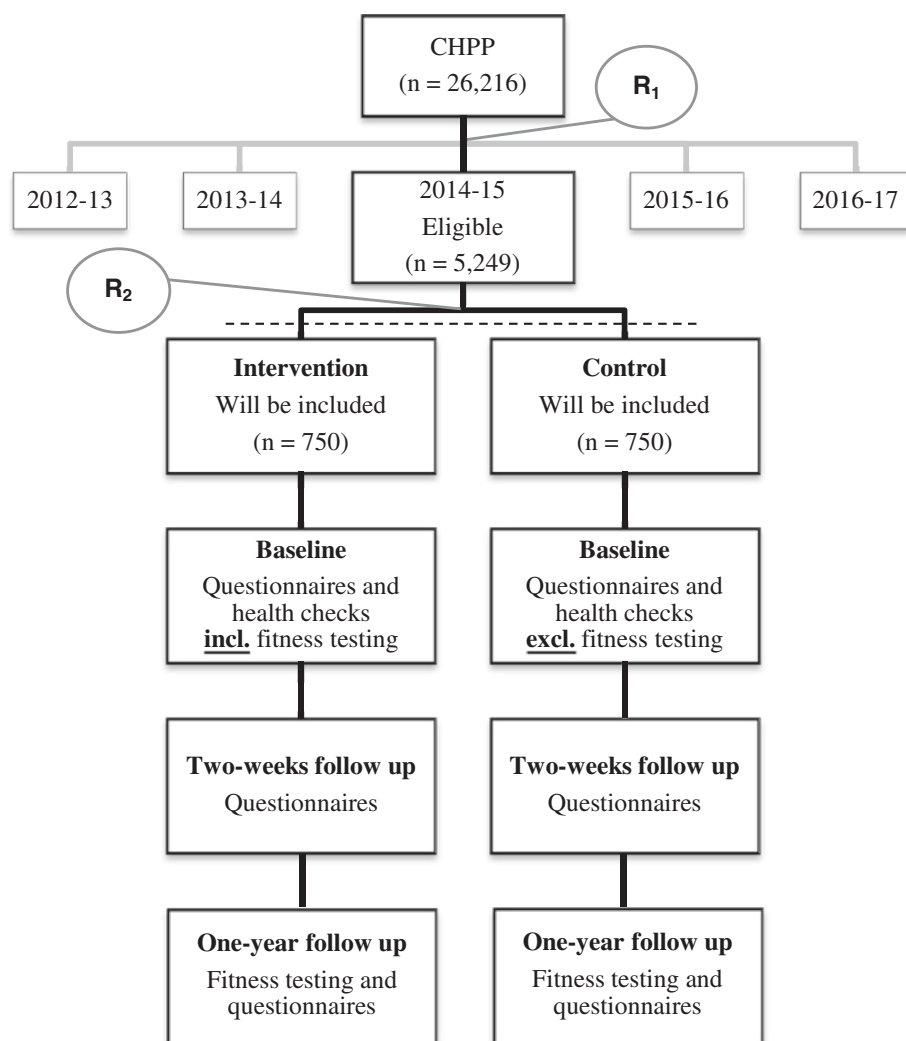 CHPP
(n = 26,216)
R1
2012-13
2013-14
2014-15
Eligible
(n = 5,249)
2015-16
2016-17
R2
Intervention
Will be included
(n = 750)
Control
Will be included
(n = 750)
Baseline
Questionnaires and
health checks
incl. fitness testing
Baseline
Questionnaires and
health checks
excl. fitness testing
Two-weeks follow up
Questionnaires
Two-weeks follow up
Questionnaires
One-year follow up
Fitness testing and
questionnaires
One-year follow up
Fitness testing and
questionnaires